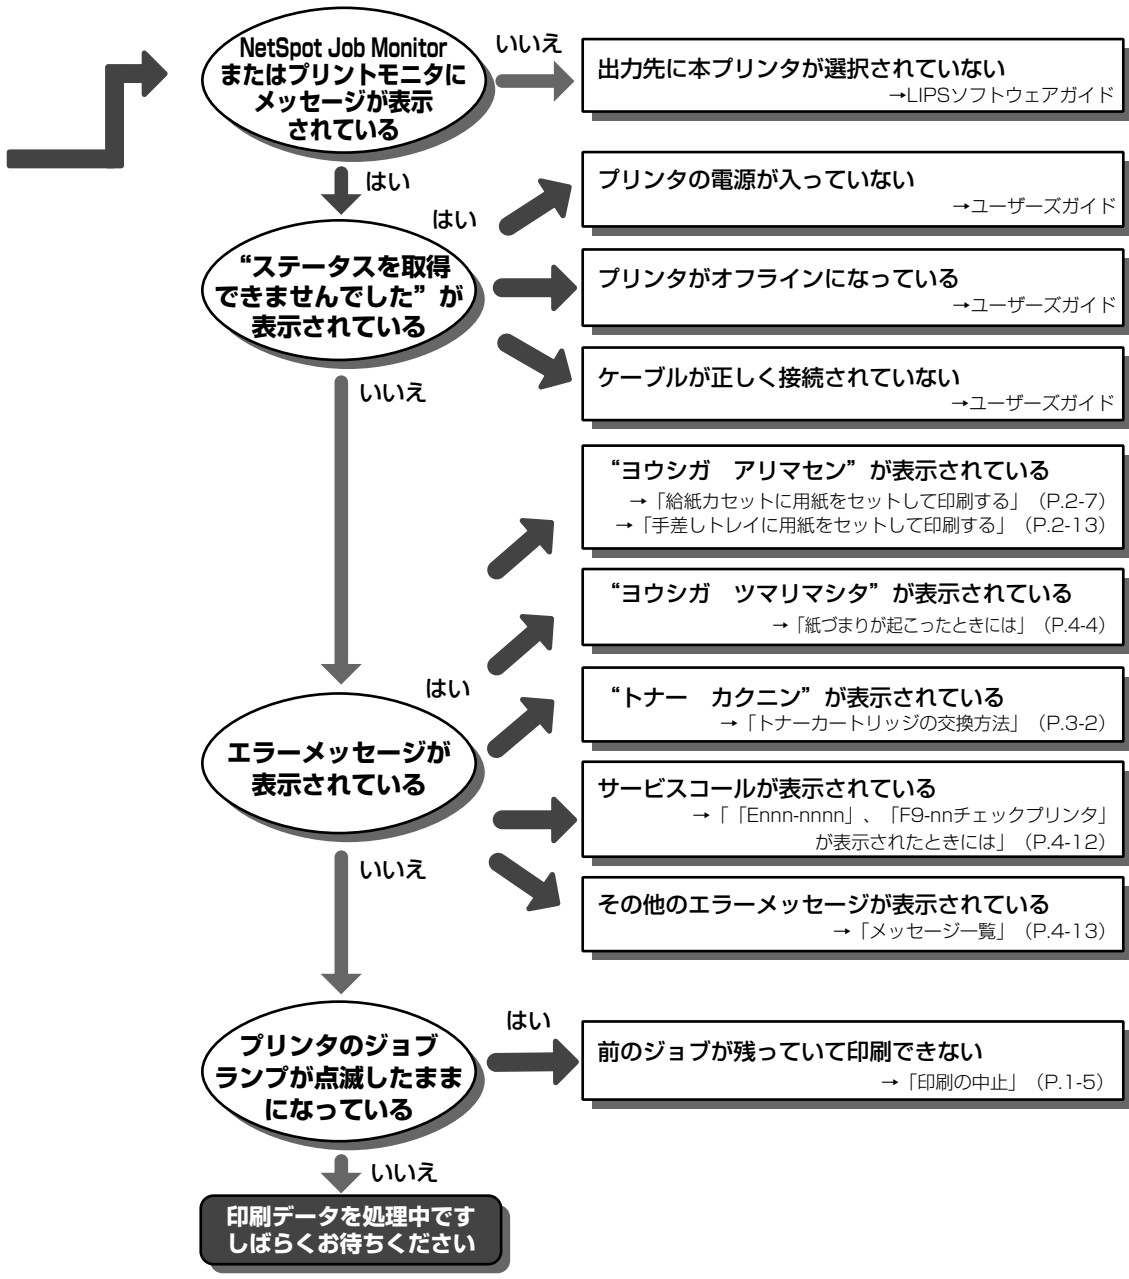 NetSpot Job Monitor
またはプリントモニタに
メッセージが表示
されている
いいえ
出力先に本プリンタが選択されていない
→LIPSソフトウェアガイド
はい
はい
プリンタの電源が入っていない
→ユーザーズガイド
“ステータスを取得
できませんでした”が
表示されている
プリンタがオフラインになっている
→ユーザーズガイド
ケーブルが正しく接続されていない
→ユーザーズガイド
いいえ
“ヨウシガ　アリマセン”が表示されている
→「給紙カセットに用紙をセットして印刷する」（P.2-7）
→「手差しトレイに用紙をセットして印刷する」（P.2-13）
“ヨウシガ　ツマリマシタ”が表示されている
→「紙づまりが起こったときには」（P.4-4）
はい
“トナー　カクニン”が表示されている
→「トナーカートリッジの交換方法」（P.3-2）
エラーメッセージが
表示されている
サービスコールが表示されている
→「「Ennn-nnnn」、「F9-nnチェックプリンタ」
が表示されたときには」（P.4-12）
いいえ
その他のエラーメッセージが表示されている
→「メッセージ一覧」（P.4-13）
プリンタのジョブ
ランプが点滅したまま
になっている
はい
前のジョブが残っていて印刷できない
→「印刷の中止」（P.1-5）
いいえ
印刷データを処理中です
しばらくお待ちください